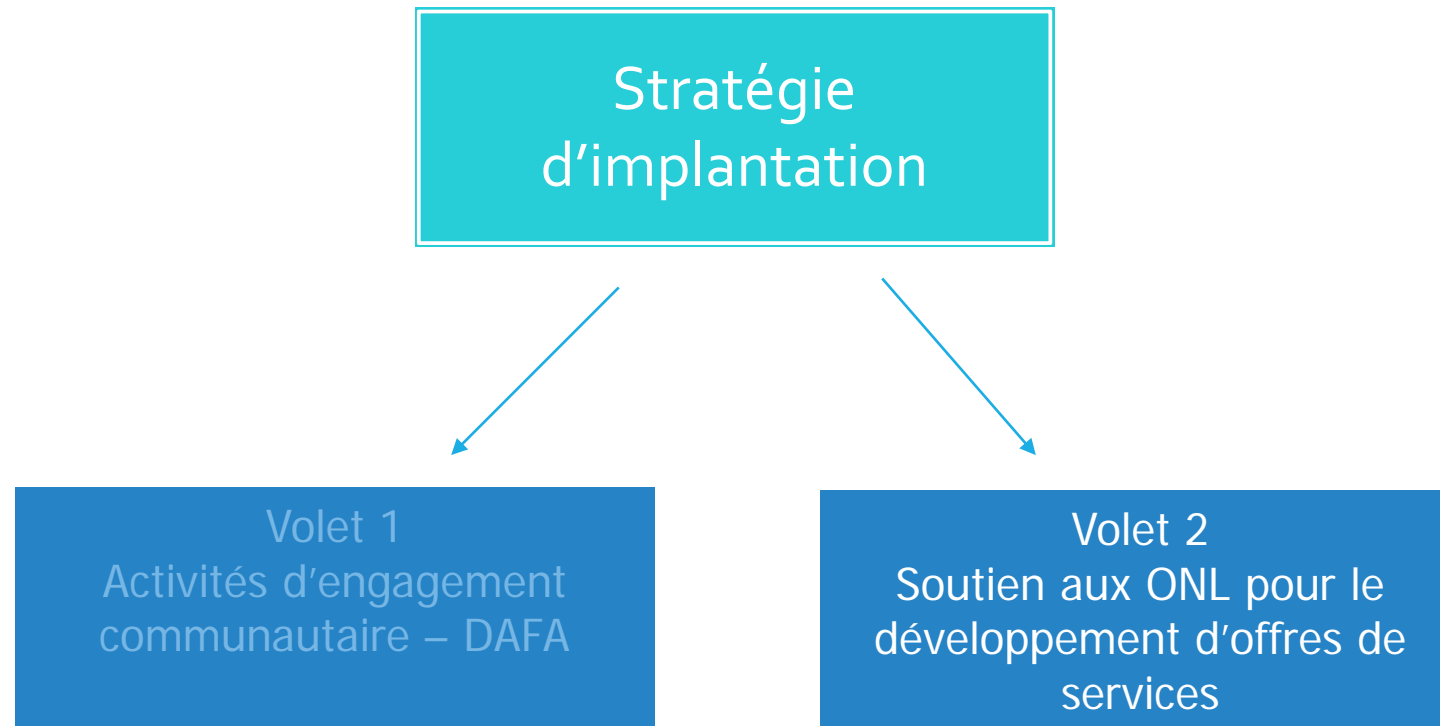 Stratégie
d'implantation
Volet 1
Activités d'engagement
communautaire – DAFA
Volet 2
Soutien aux ONL pour le
développement d'offres de
services